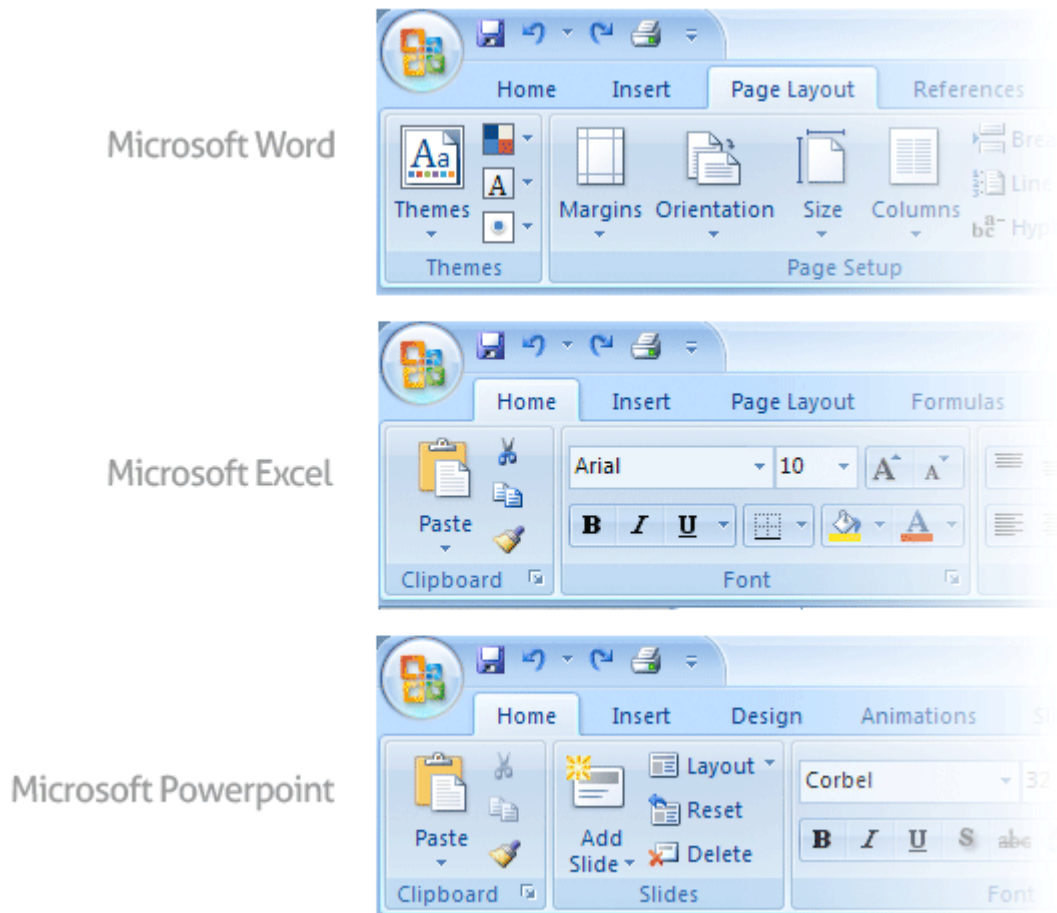 Home Insert Page Layout References
Microsoft Word
Aa
A
Themes Margins Orientation Size Columns
Themes Page Setup
Home Insert Page Layout Formulas
Microsoft Excel
Arial 10 A A
Paste B I U A
Clipboard Font
Home Insert Design Animations
Microsoft Powerpoint
Layout
Corbel 32
Reset
Paste Add Slide B I U S abc
Delete
Clipboard Slides Font